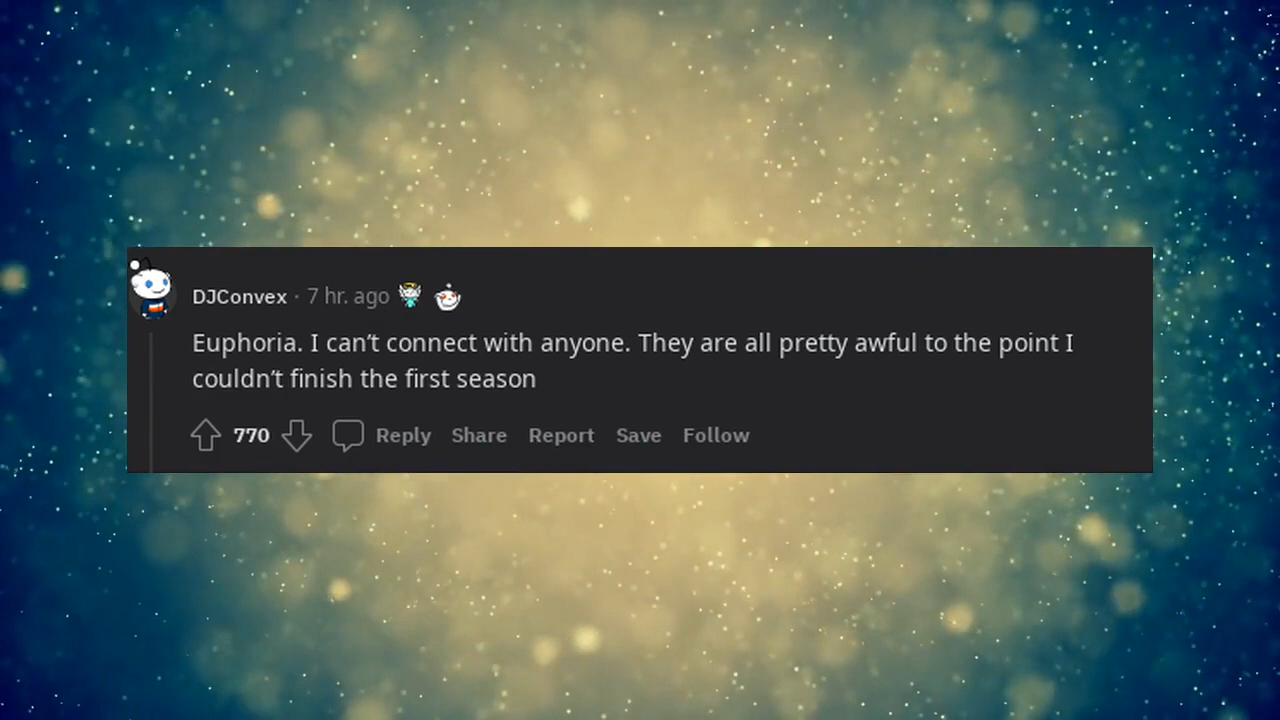 DJConvex · 7 hr. ago
Euphoria. I can’t connect with anyone. They are all pretty awful to the point I
couldn’t finish the first season
770 Reply Share Report Save Follow